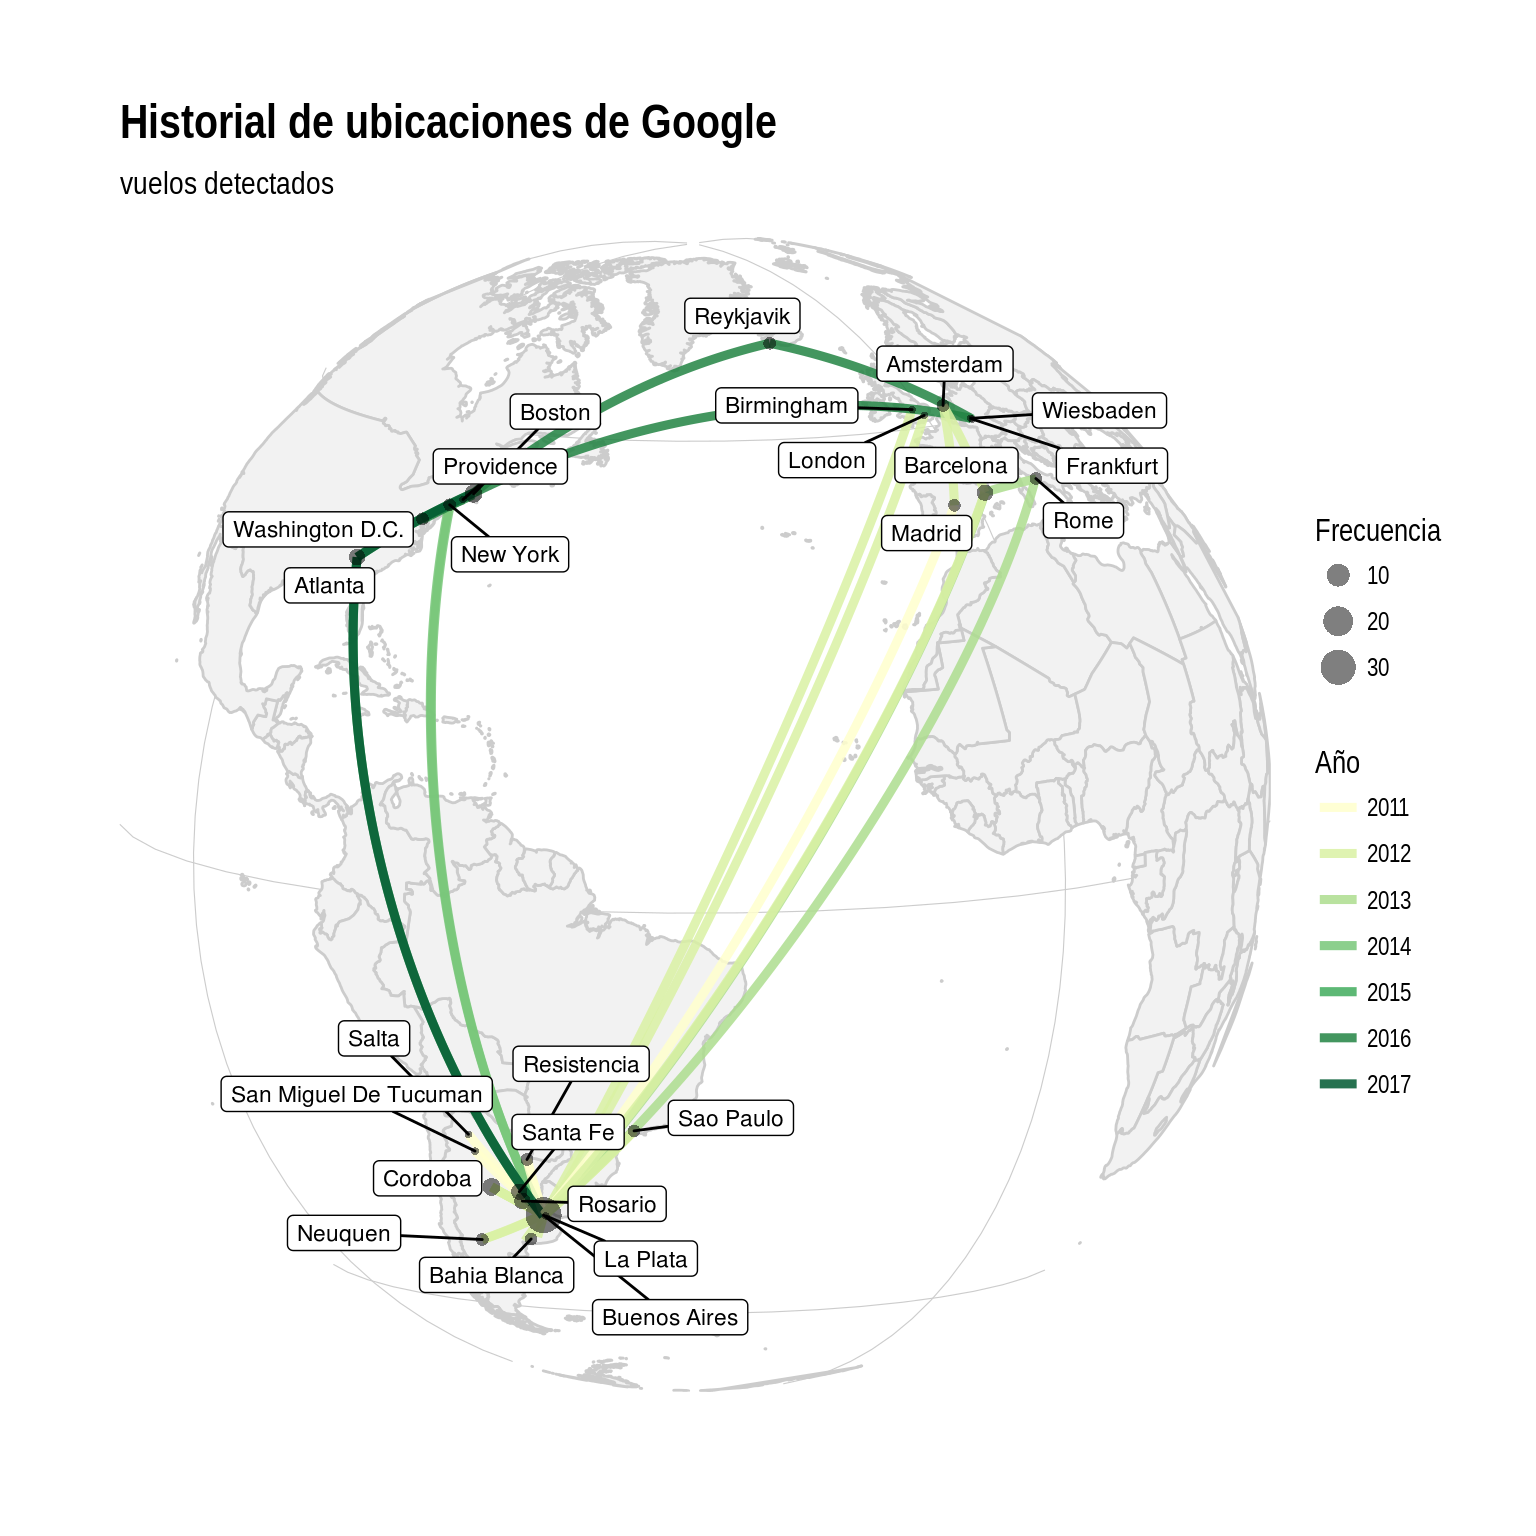 Historial de ubicaciones de Google
vuelos detectados
Reykjavik
Amsterdam
Birmingham
Wiesbaden
Boston
London
Barcelona
Frankfurt
Providence
Washington D.C.
Madrid
Rome
New York
Atlanta
Salta
Resistencia
San Miguel De Tucuman
Santa Fe
Sao Paulo
Cordoba
Rosario
Neuquen
La Plata
Bahia Blanca
Buenos Aires
Frecuencia
10
20
30
Año
2011
2012
2013
2014
2015
2016
2017